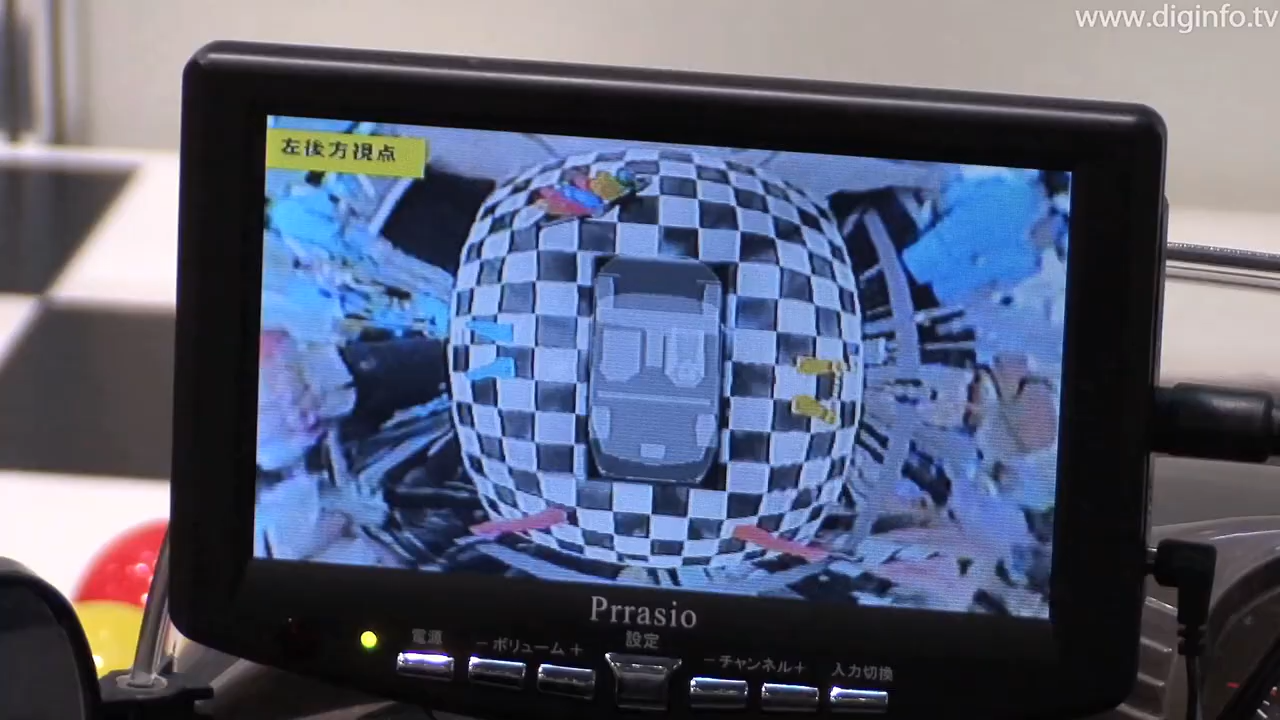 www.diginfo.tv
左後方視点
Prrasio
電源
－ボリューム＋
設定
－チャンネル＋
入力切換